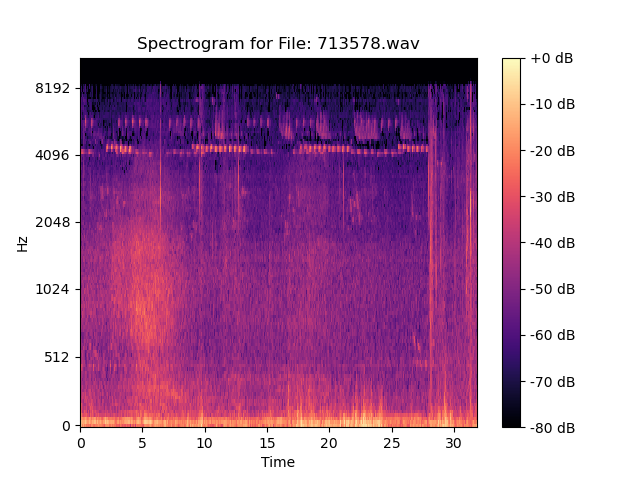 Spectrogram for File: 713578.wav
Hz
8192
4096
2048
1024
512
0
0 5 10 15 20 25 30
Time
+0 dB
-10 dB
-20 dB
-30 dB
-40 dB
-50 dB
-60 dB
-70 dB
-80 dB